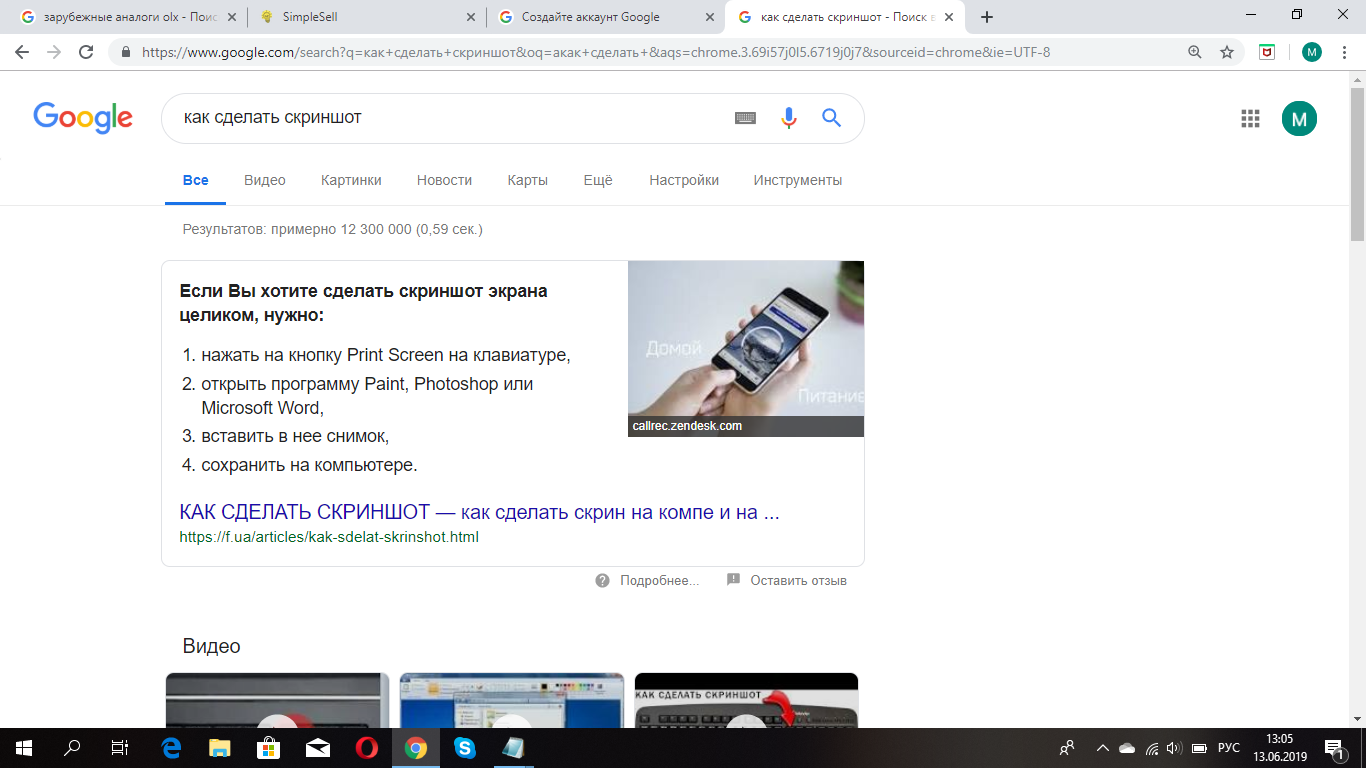 зарубежные аналоги olx - Поис
SimpleSell
Создайте аккаунт Google
как сделать скриншот - Поиск в
https://www.google.com/search?q=как+сделать+скриншот&oq=акак+сделать+&aqs=chrome.3.69i57j0l5.6719j0j7&sourceid=chrome&ie=UTF-8
M
Google
как сделать скриншот
M
Все
Видео
Картинки
Новости
Карты
Ещё
Настройки
Инструменты
Результатов: примерно 12 300 000 (0,59 сек.)
Если Вы хотите сделать скриншот экрана
целиком, нужно:
1. нажать на кнопку Print Screen на клавиатуре,
2. открыть программу Paint, Photoshop или
Microsoft Word,
3. вставить в нее снимок,
4. сохранить на компьютере.
Домой
Питание
callrec.zendesk.com
КАК СДЕЛАТЬ СКРИНШОТ — как сделать скрин на компе и на ...
https://f.ua/articles/kak-sdelat-skrinshot.html
Подробнее...
Оставить отзыв
Видео
КАК СДЕЛАТЬ СКРИНШОТ
РУС
13:05
13.06.2019
1